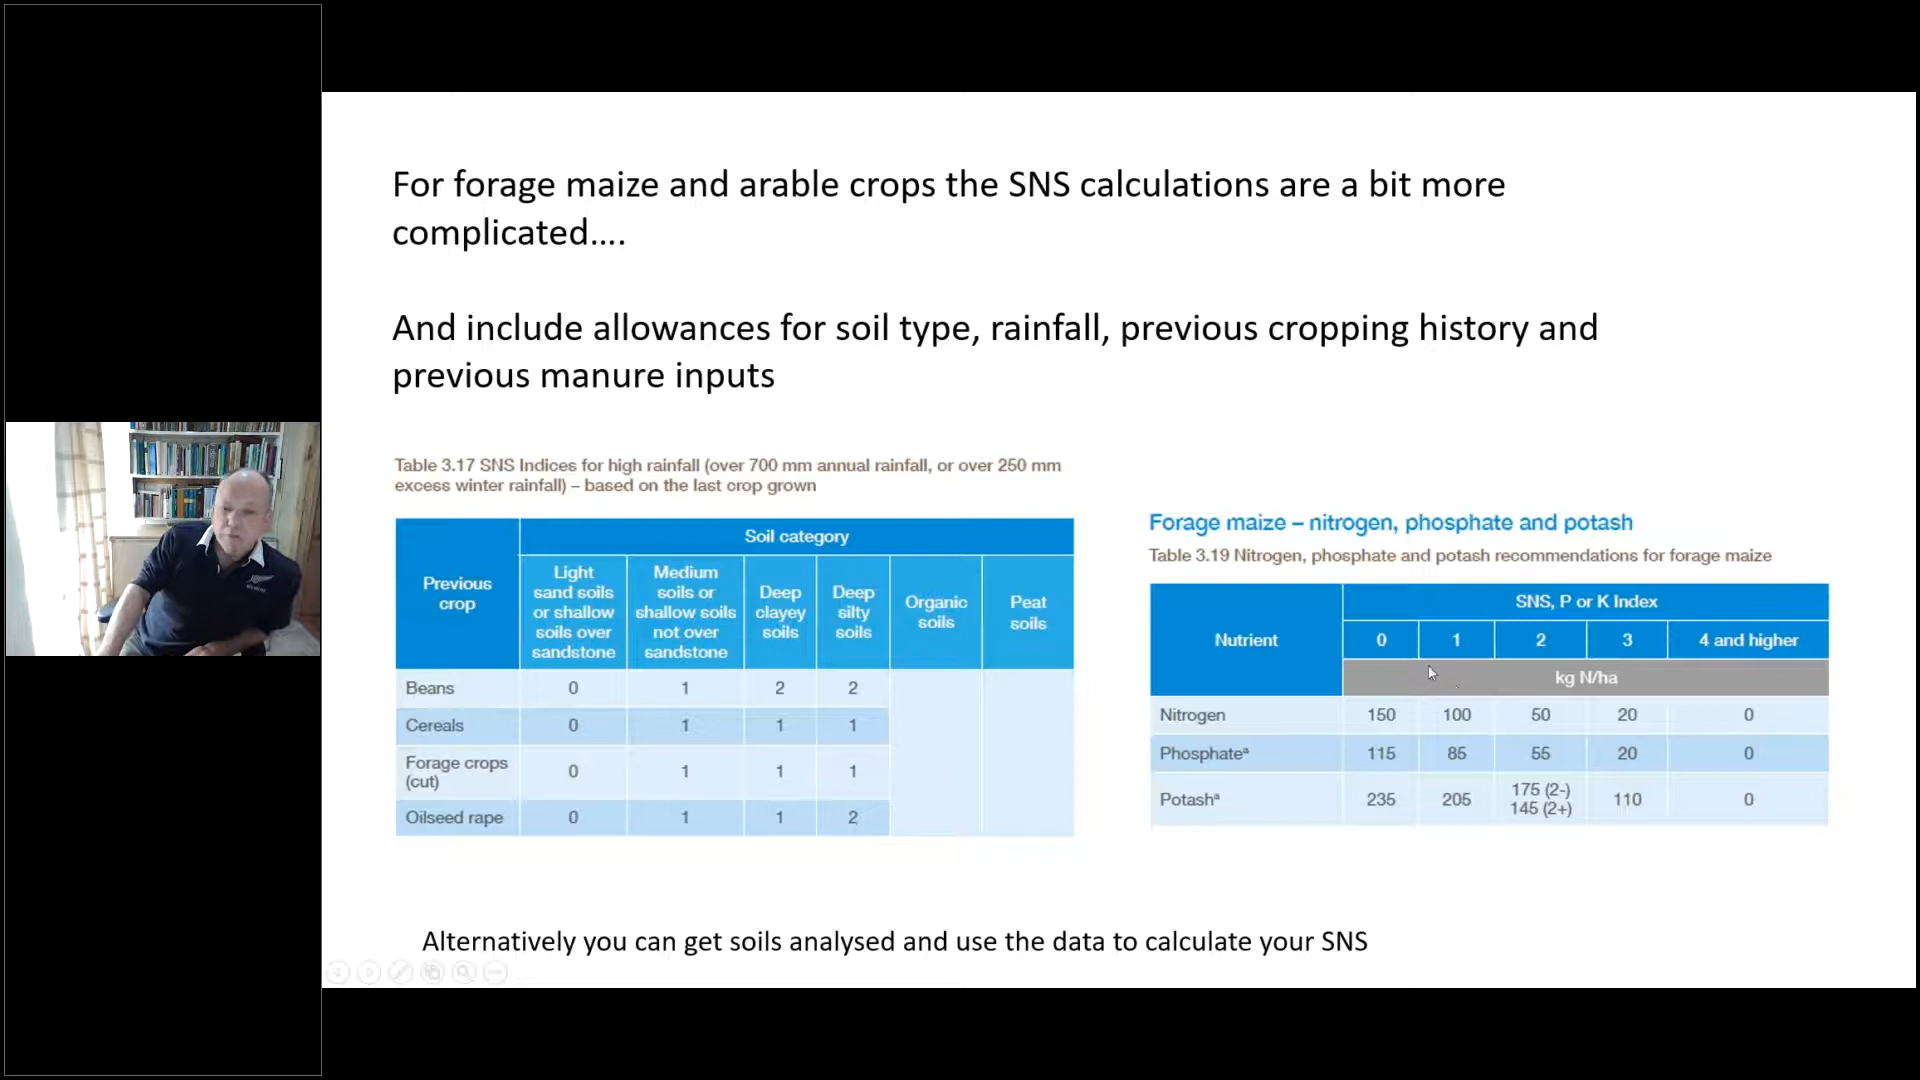 For forage maize and arable crops the SNS calculations are a bit more
complicated....
And include allowances for soil type, rainfall, previous cropping history and
previous manure inputs
Table 3.17 SNS Indices for high rainfall (over 700 mm annual rainfall, or over 250 mm
excess winter rainfall) – based on the last crop grown
Previous
crop
Soil category
Light
sand soils
or shallow
soils over
sandstone
Medium
soils or
shallow soils
not over
sandstone
Deep
clayey
soils
Deep
silty
soils
Organic
soils
Peat
soils
Beans 0 1 2 2
Cereals 0 1 1 1
Forage crops
(cut) 0 1 1 1
Oilseed rape 0 1 1 2
Forage maize – nitrogen, phosphate and potash
Table 3.19 Nitrogen, phosphate and potash recommendations for forage maize
Nutrient
SNS, P or K Index
0 1 2 3 4 and higher
kg N/ha
Nitrogen 150 100 50 20 0
Phosphateª 115 85 55 20 0
Potashª 235 205 175 (2-)
145 (2+) 110 0
Alternatively you can get soils analysed and use the data to calculate your SNS